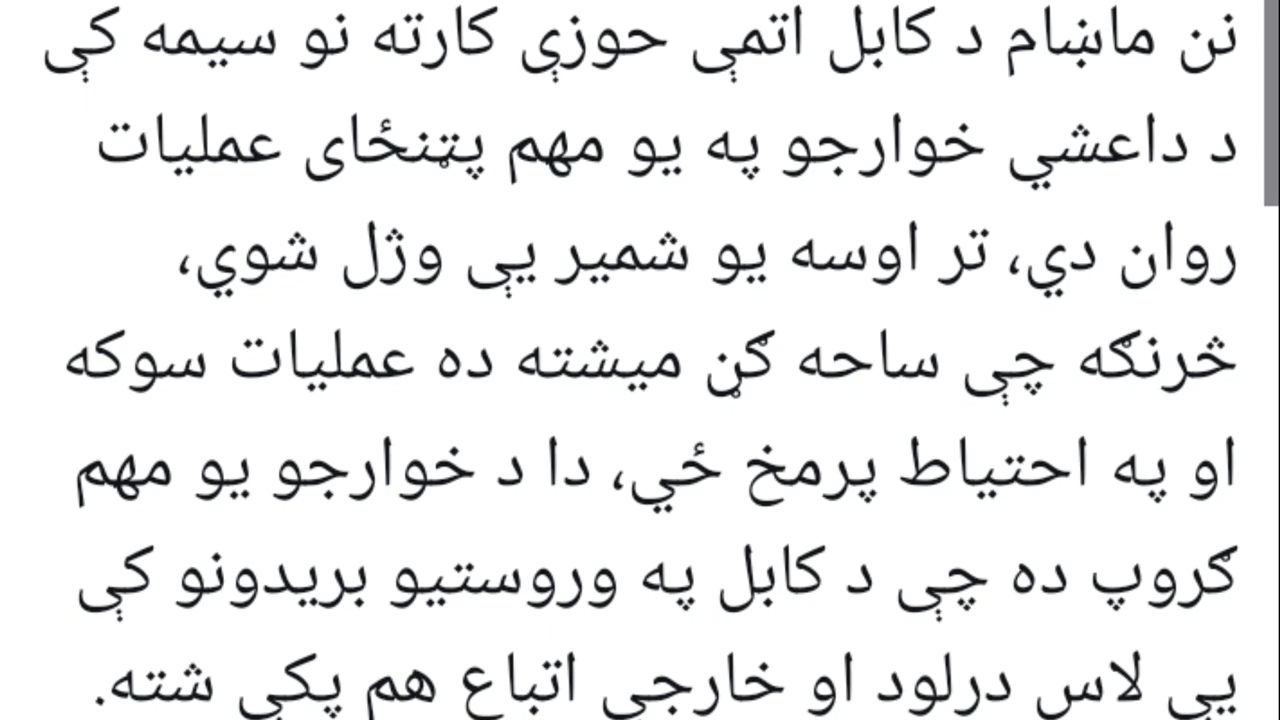 نن ماښام د کابل اتمې حوزې کارته نو سیمه کې
د داعشي خوارجو په یو مهم پټنځای عملیات
روان دي، تر اوسه یو شمیر یې وژل شوي،
څرنګه چې ساحه ګڼ میشته ده عملیات سوکه
او په احتیاط پرمخ ځي، دا د خوارجو یو مهم
ګروپ ده چې د کابل په وروستیو بریدونو کې
یې لاس درلود او خارجي اتباع هم پکې شته.